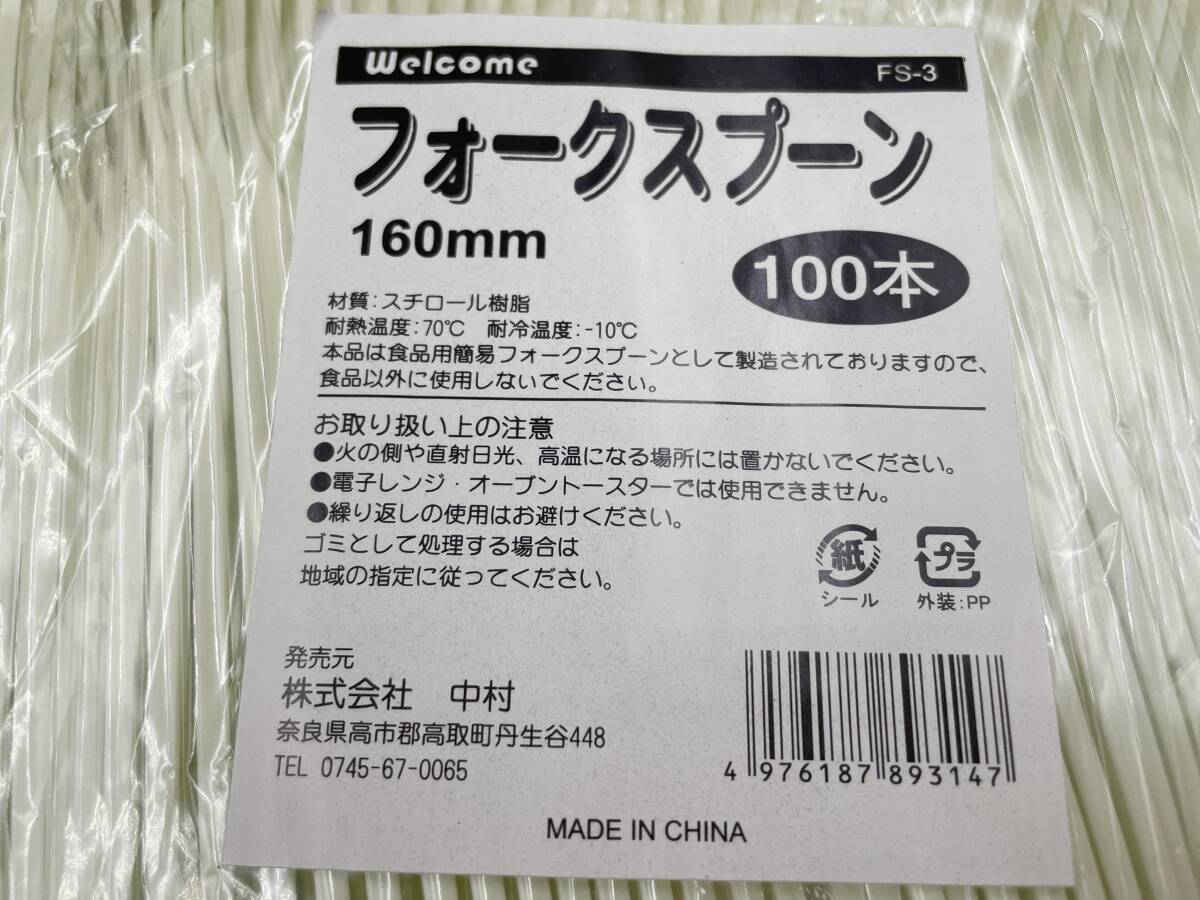 Welcome FS-3
フォークスプーン
160mm
100本
材質:スチロール樹脂
耐熱温度:70℃ 耐冷温度:-10℃
本品は食品用簡易フォークスプーンとして製造されておりますので、
食品以外に使用しないでください。
お取り扱い上の注意
●火の側や直射日光、高温になる場所には置かないでください。
●電子レンジ・オーブントースターでは使用できません。
●繰り返しの使用はお避けください。
ゴミとして処理する場合は
地域の指定に従ってください。
紙 プラ
シール 外装:PP
発売元
株式会社 中村
奈良県高市郡高取町丹生谷448
TEL 0745-67-0065
4 976187 893147
MADE IN CHINA